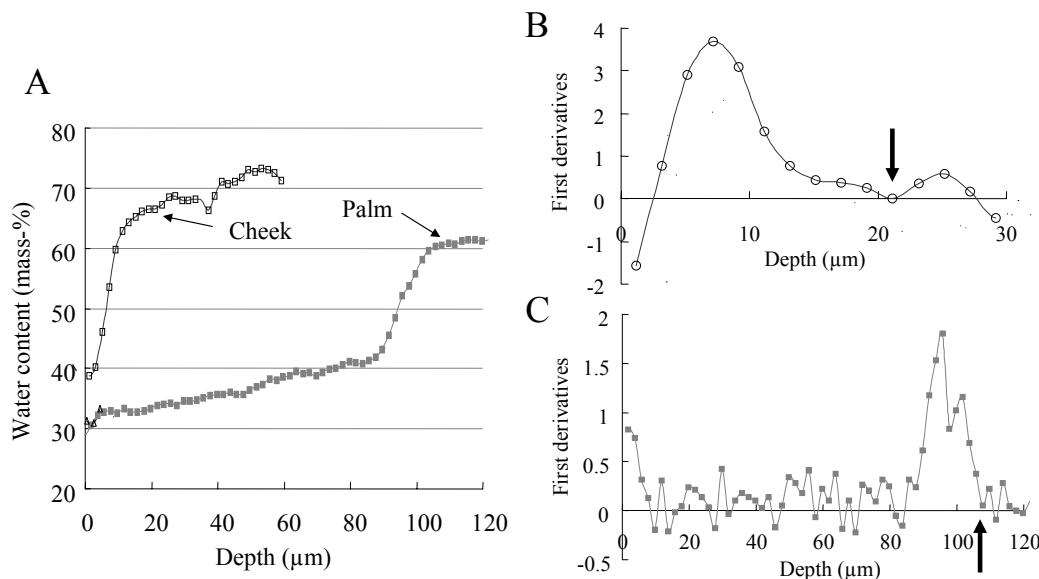 A
Water content (mass-%)
80
70
60
50
40
30
20
Cheek
Palm
0 20 40 60 80 100 120
Depth (µm)
B
First derivatives
4
3
2
1
0
-1
-2
0 10 20 30
Depth (µm)
C
First derivatives
2
1.5
1
0.5
0
-0.5
0 20 40 60 80 100 120
Depth (µm)